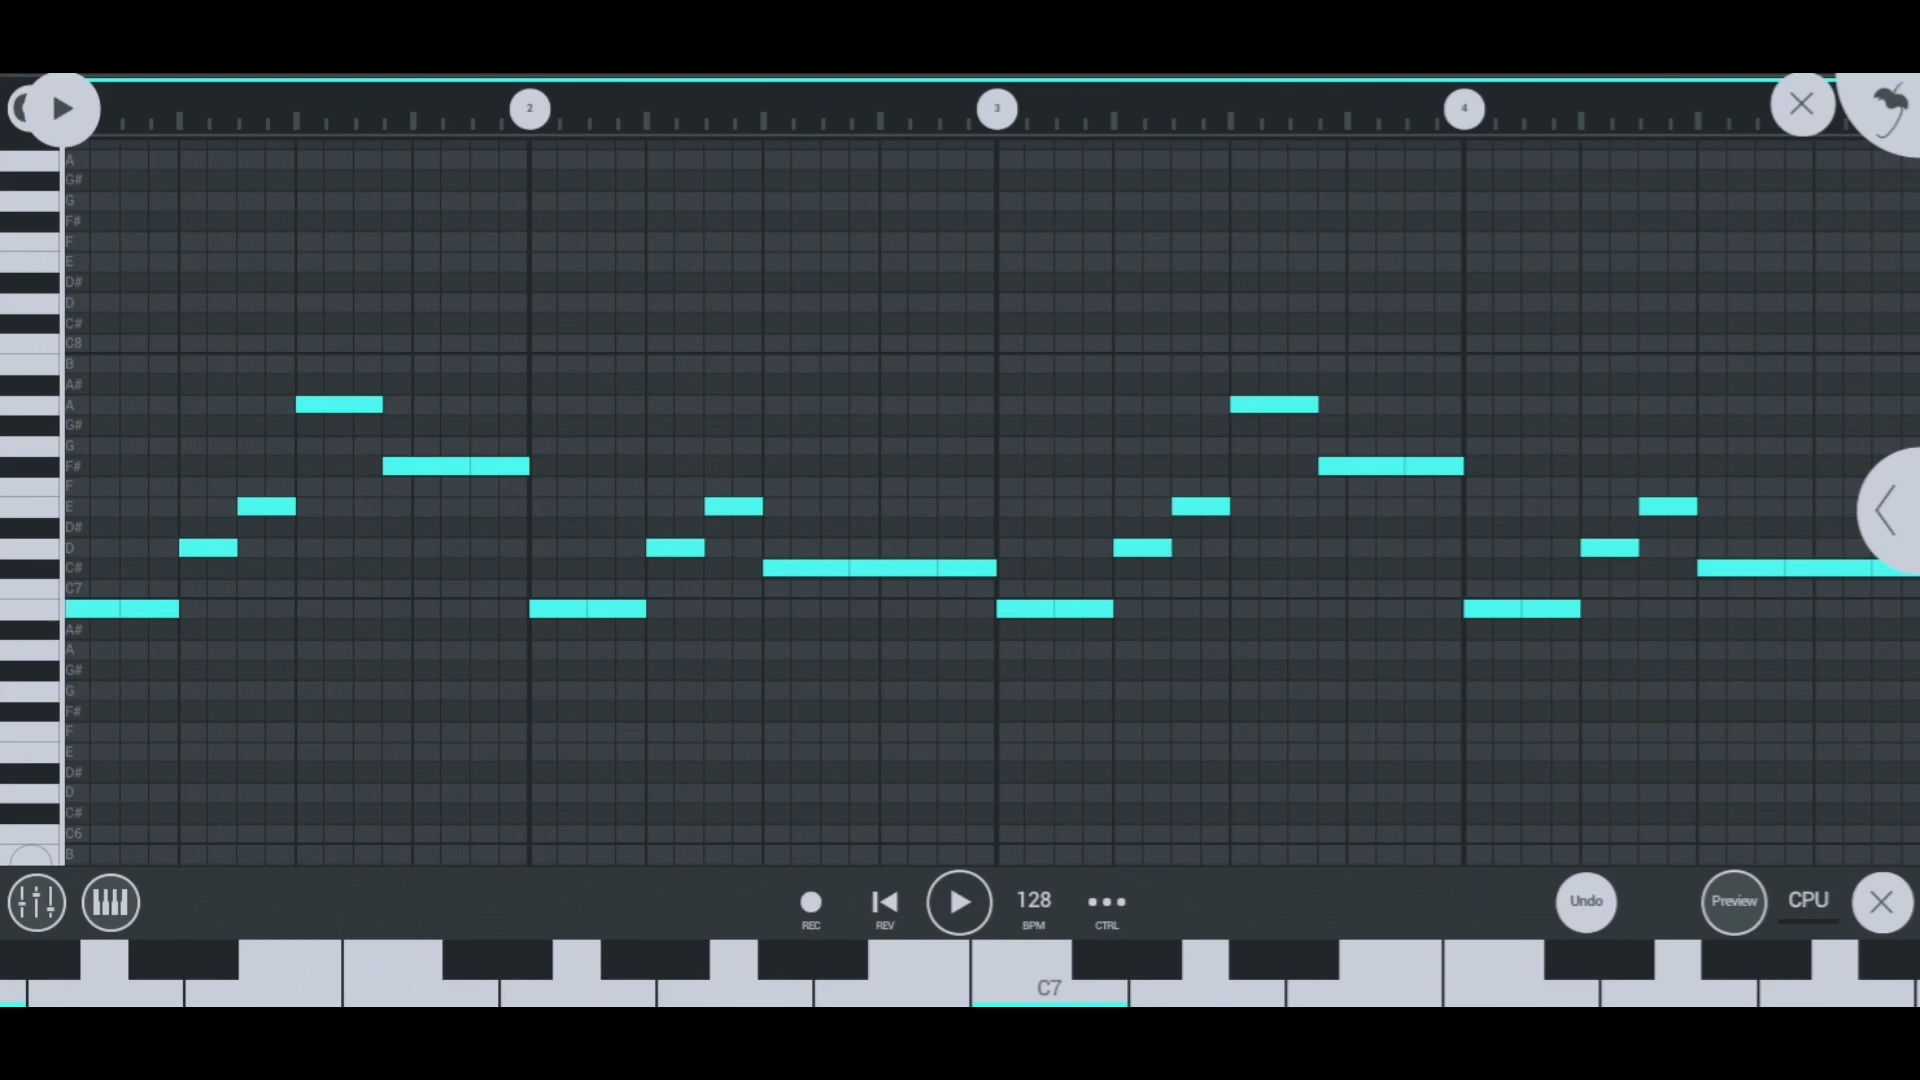 2
3
4
A
G#
G
F#
F
E
D#
D
C#
C8
B
A#
A
G#
G
F#
F
E
D#
D
C#
C7
A#
A
G#
G
F#
F
E
D#
D
C#
C6
B
REC
REV
128
BPM
CTRL
Undo
Preview
CPU
C7